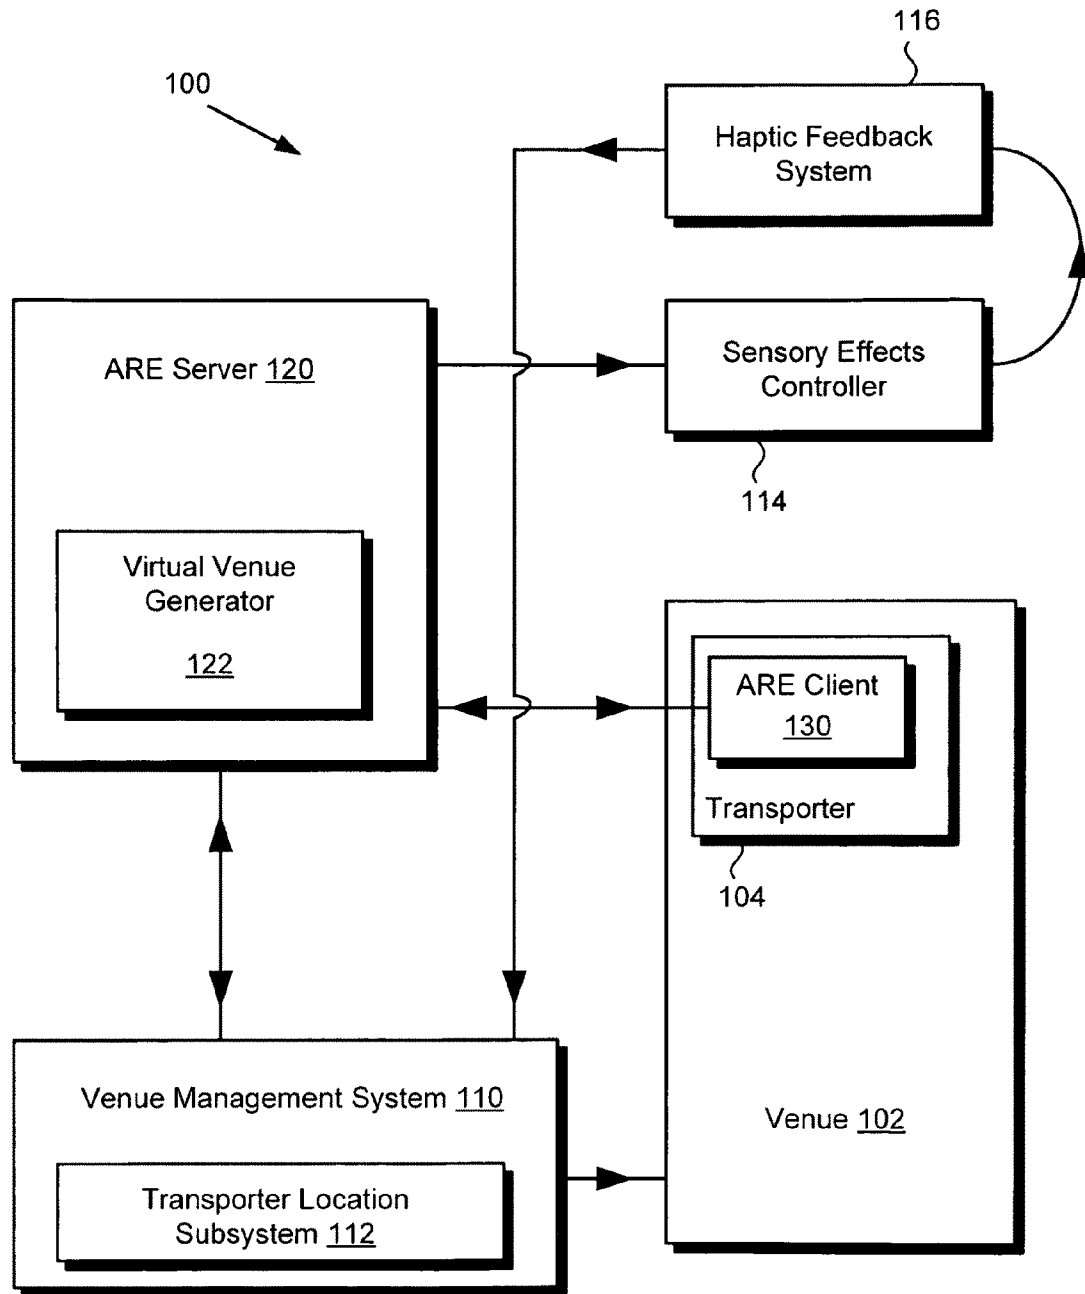 116
100
Haptic Feedback
System
ARE Server 120
Sensory Effects
Controller
114
Virtual Venue
Generator
122
ARE Client
130
Transporter
104
Venue Management System 110
Venue 102
Transporter Location
Subsystem 112